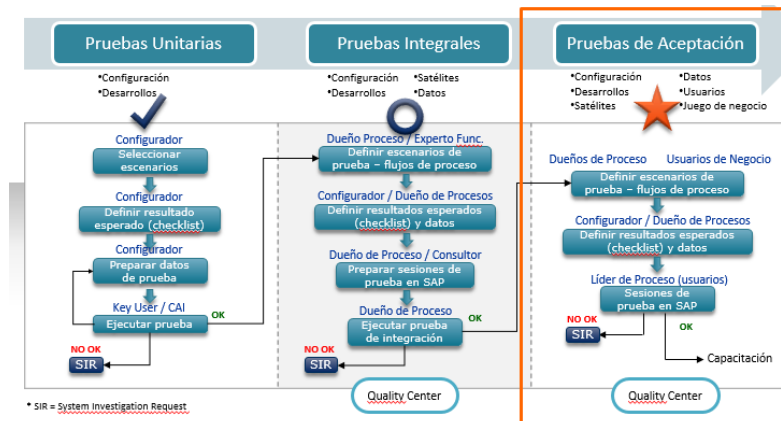 Pruebas Unitarias
•Configuración
•Desarrollos
Configurador
Seleccionar
escenarios
Configurador
Definir resultado
esperado (checklist)
Configurador
Preparar datos
de prueba
Key User / CAI
Ejecutar prueba
OK
NO OK
SIR
Pruebas Integrales
•Configuración
•Desarrollos
•Satélites
•Datos
Dueño Proceso / Experto Func.
Definir escenarios de
prueba – flujos de proceso
Configurador / Dueño de Procesos
Definir resultados esperados
(checklist) y datos
Dueño de Proceso / Consultor
Preparar sesiones de
prueba en SAP
Dueño de Proceso
Ejecutar prueba
de integración
OK
NO OK
SIR
Quality Center
Pruebas de Aceptación
•Configuración
•Desarrollos
•Satélites
•Datos
•Usuarios
•Juego de negocio
Dueños de Proceso
Usuarios de Negocio
Definir escenarios de
prueba – flujos de proceso
Configurador / Dueño de Procesos
Definir resultados esperados
(checklist) y datos
Líder de Proceso (usuarios)
Sesiones de
prueba en SAP
NO OK
OK
SIR
Capacitación
Quality Center
* SIR = System Investigation Request